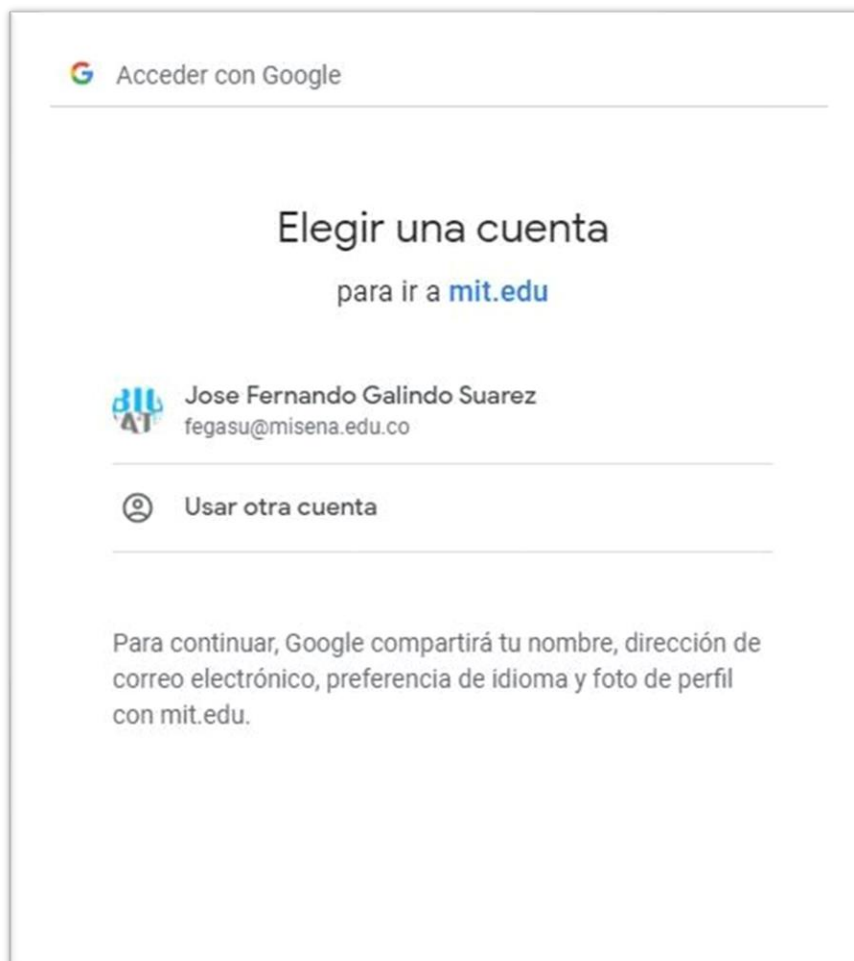 Acceder con Google
Elegir una cuenta
para ir a mit.edu
Jose Fernando Galindo Suarez
fegasu@misena.edu.co
Usar otra cuenta
Para continuar, Google compartirá tu nombre, dirección de
correo electrónico, preferencia de idioma y foto de perfil
con mit.edu.